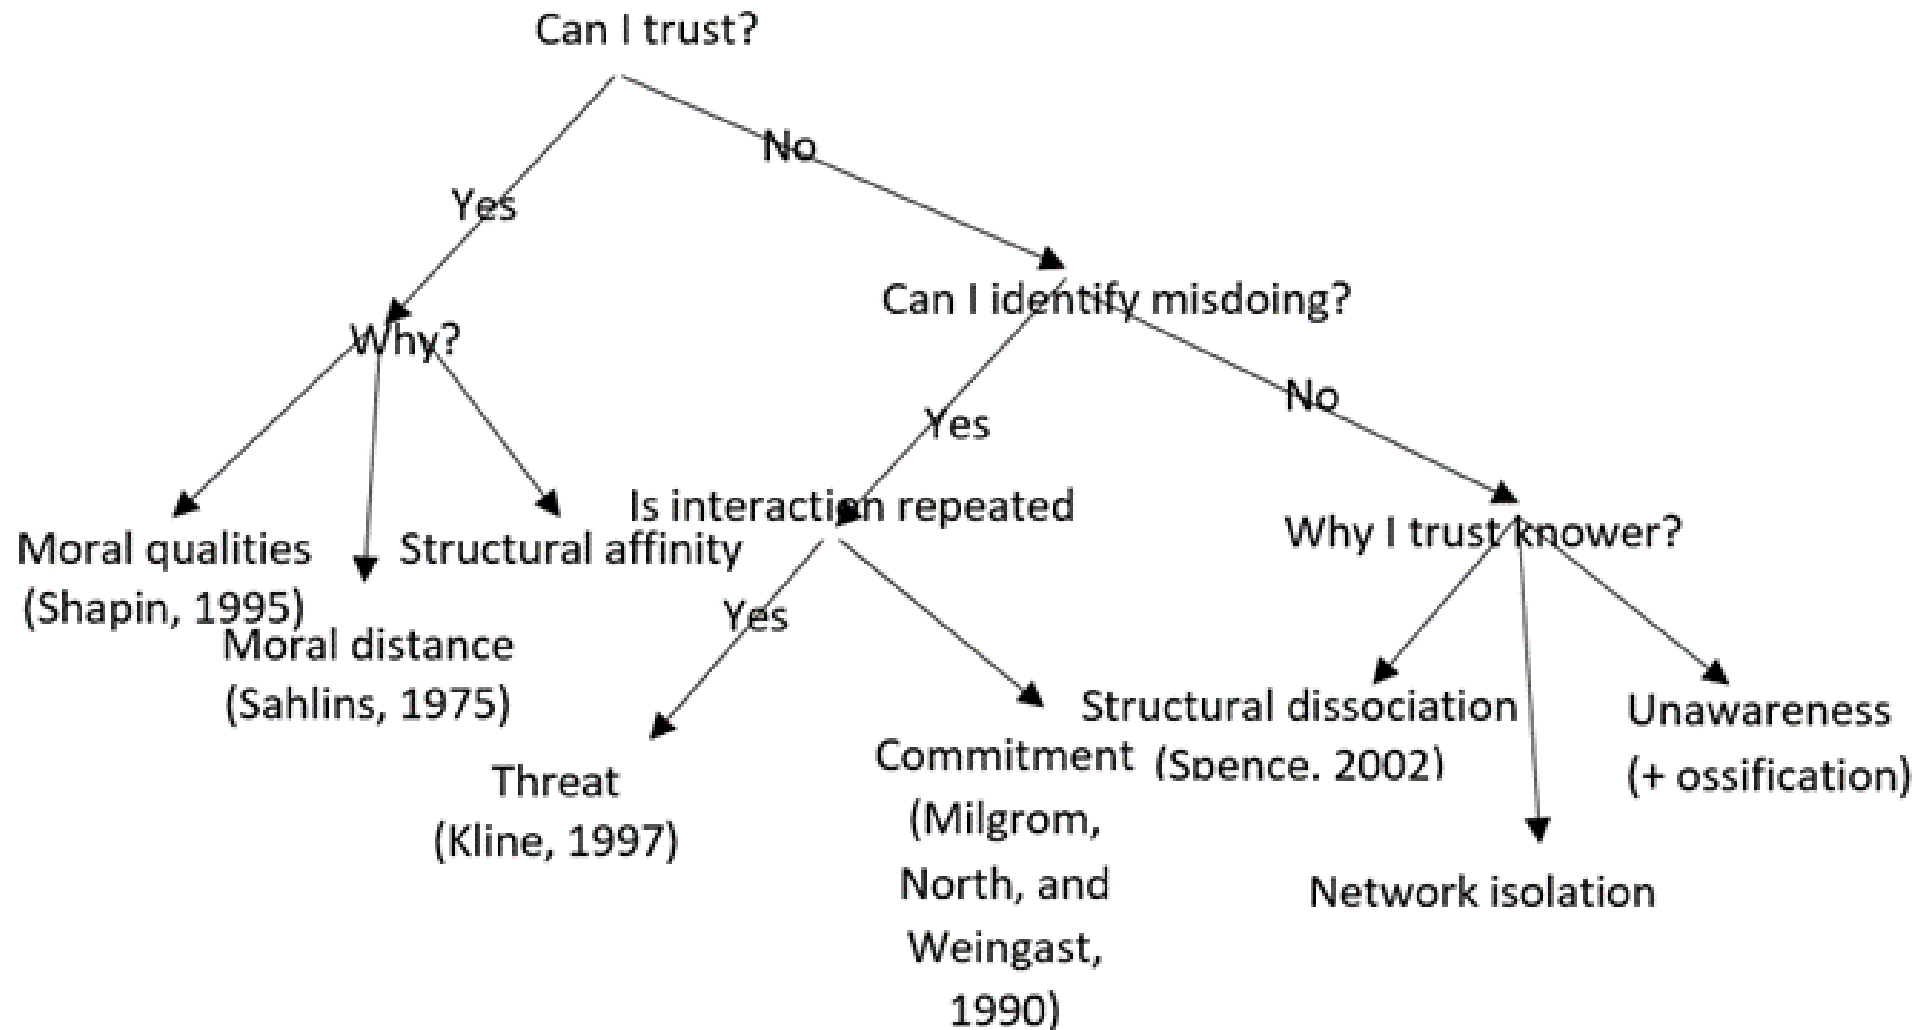 Can I trust?
No
Yes
Can I identify misdoing?
Why?
No
Yes
Is interaction repeated
Why I trust knower?
Moral qualities
(Shapin, 1995)
Structural affinity
Moral distance
(Sahlins, 1975)
Yes
Threat
(Kline, 1997)
Commitment
(Milgrom,
North, and
Weingast,
1990)
Structural dissociation
(Spence. 2002)
Unawareness
(+ ossification)
Network isolation